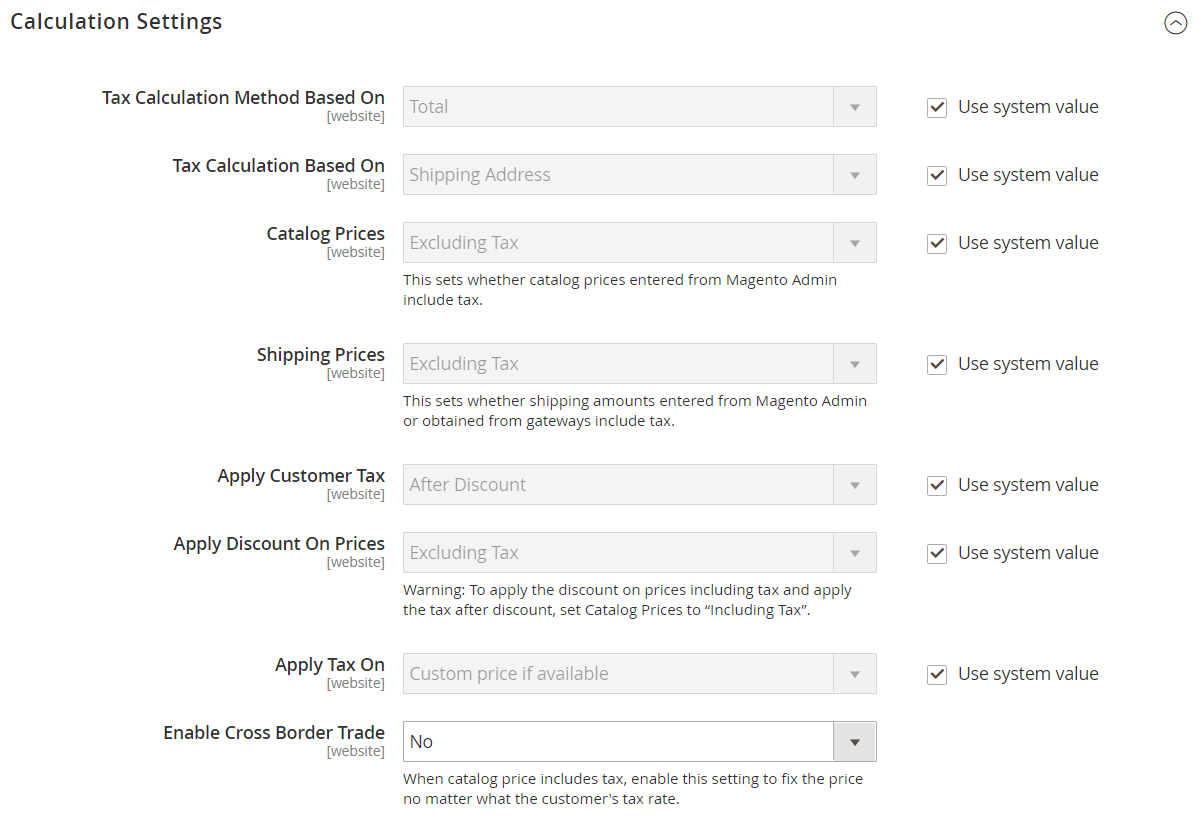 Calculation Settings
Tax Calculation Method Based On
[website]
Total
Use system value
Tax Calculation Based On
[website]
Shipping Address
Use system value
Catalog Prices
[website]
Excluding Tax
Use system value
This sets whether catalog prices entered from Magento Admin
include tax.
Shipping Prices
[website]
Excluding Tax
Use system value
This sets whether shipping amounts entered from Magento Admin
or obtained from gateways include tax.
Apply Customer Tax
[website]
After Discount
Use system value
Apply Discount On Prices
[website]
Excluding Tax
Use system value
Warning: To apply the discount on prices including tax and apply
the tax after discount, set Catalog Prices to “Including Tax”.
Apply Tax On
[website]
Custom price if available
Use system value
Enable Cross Border Trade
[website]
No
When catalog price includes tax, enable this setting to fix the price
no matter what the customer's tax rate.